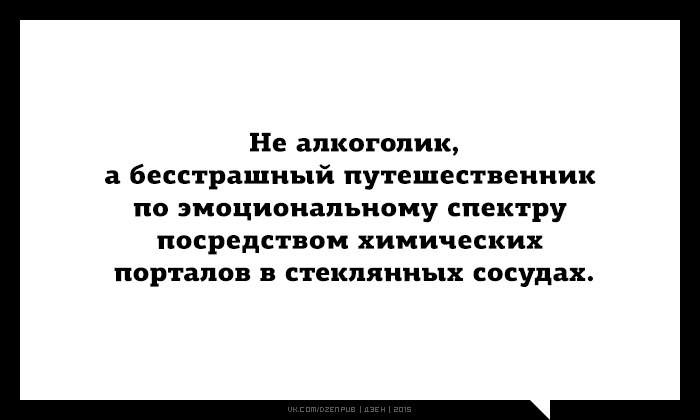 Не алкоголик,
а бесстрашный путешественник
по эмоциональному спектру
посредством химических
порталов в стеклянных сосудах.
VK.COM/DZENPUB | ДЗЕН | 2015